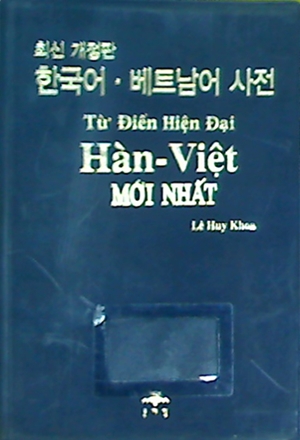 최신 개정판
한국어 · 베트남어 사전
Từ Điển Hiện Đại
Hàn-Việt
MỚI NHẤT
Lê Huy Khoa